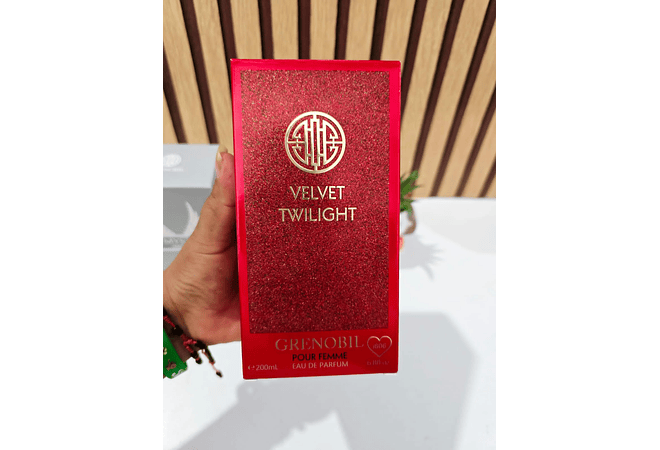 VELVET
TWILIGHT
GRENOBIL
POUR FEMME
℮200mL EAU DE PARFUM